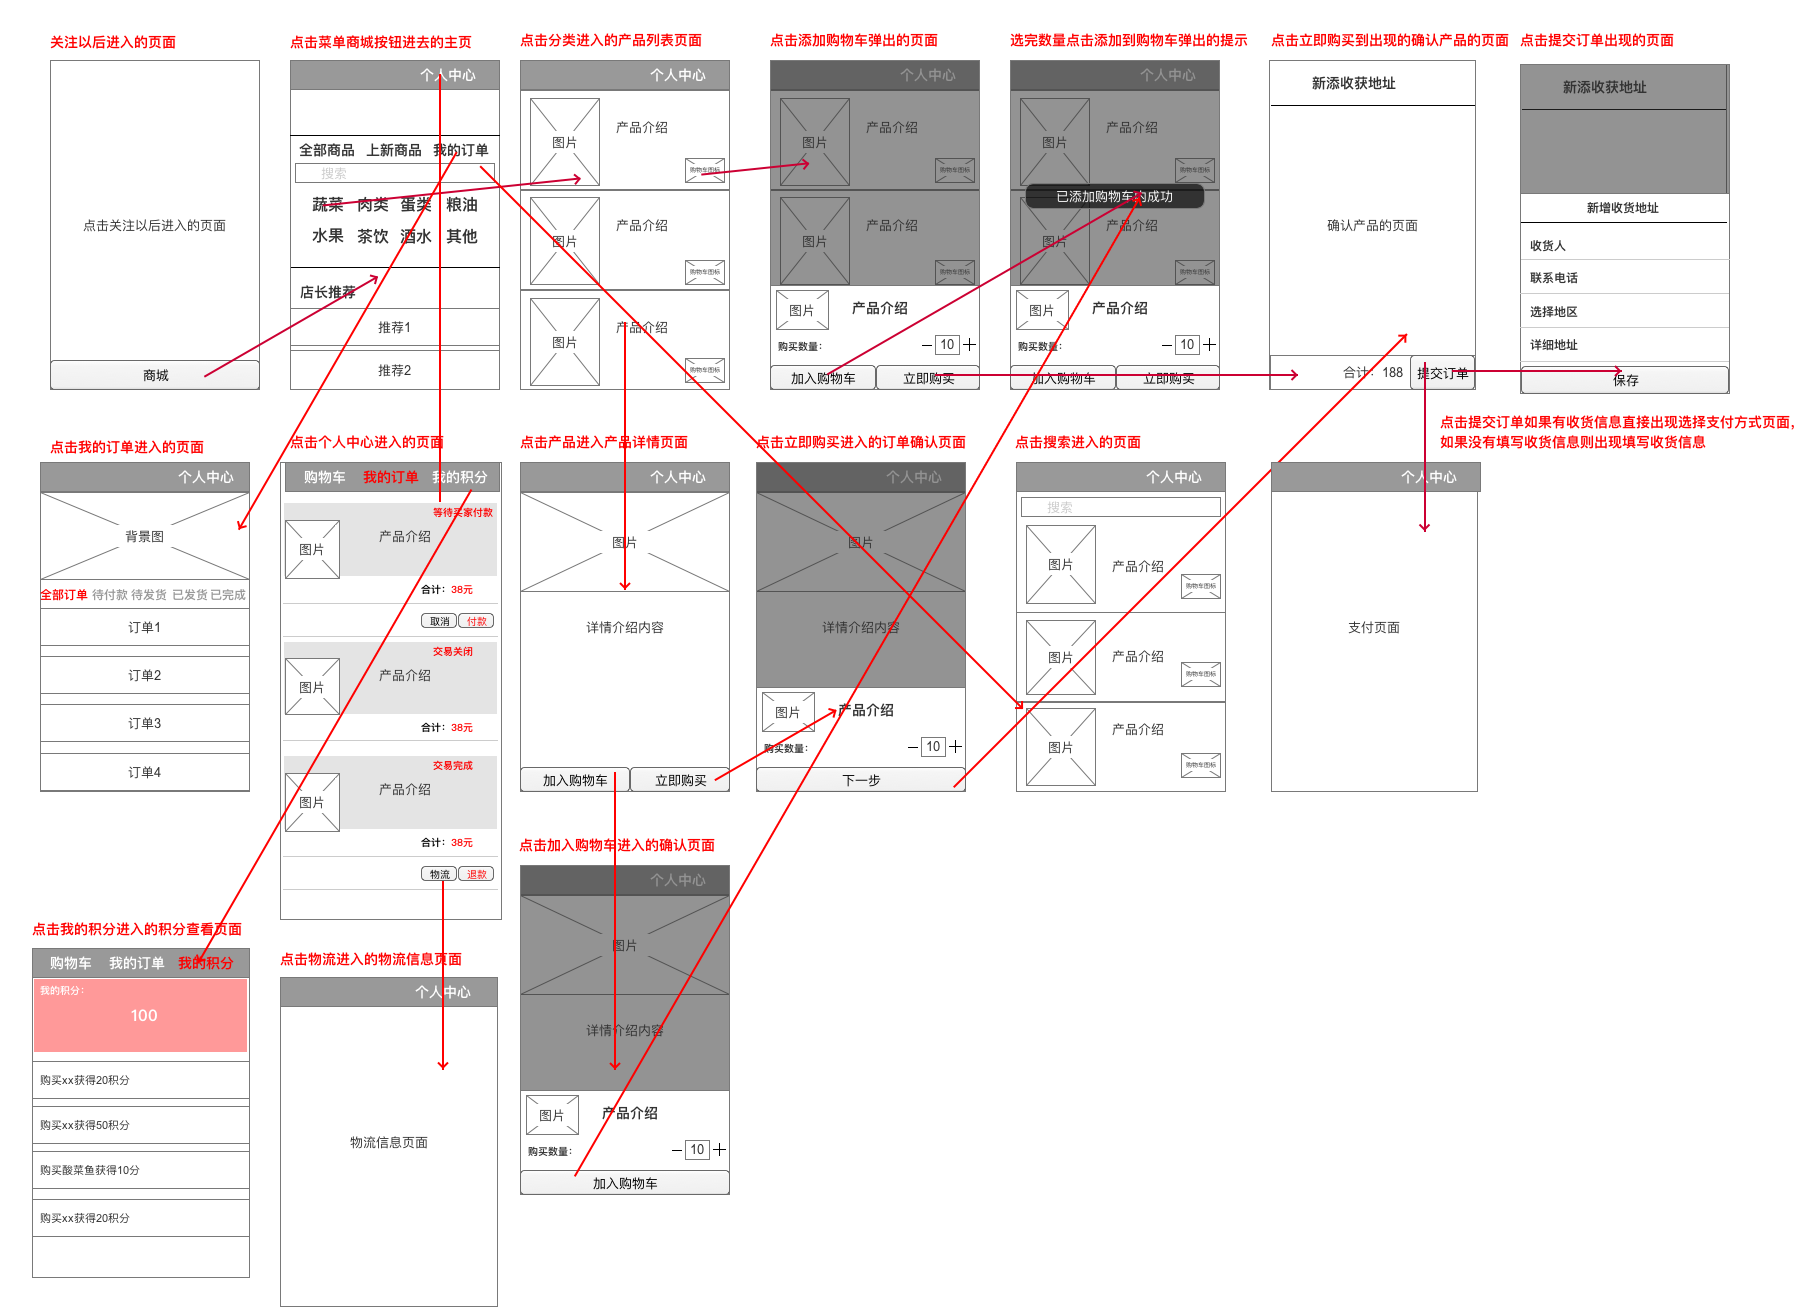 关注以后进入的页面
点击关注以后进入的页面
商城
点击菜单商城按钮进去的主页
个人中心
全部商品 上新商品 我的订单
搜索
蔬菜 肉类 蛋类 粮油
水果 茶饮 酒水 其他
店长推荐
推荐1
推荐2
点击分类进入的产品列表页面
个人中心
图片
产品介绍
购物车图标
图片
产品介绍
购物车图标
图片
产品介绍
购物车图标
点击添加购物车弹出的页面
个人中心
图片
产品介绍
购物车图标
图片
产品介绍
购物车图标
图片
产品介绍
购买数量：
10
加入购物车 立即购买
选完数量点击添加到购物车弹出的提示
个人中心
图片
产品介绍
购物车图标
已添加购物车的成功
图片
产品介绍
购物车图标
图片
产品介绍
购买数量：
10
加入购物车 立即购买
点击立即购买到出现的确认产品的页面
新添收获地址
确认产品的页面
合计：188 提交订单
点击提交订单出现的页面
新添收获地址
新增收货地址
收货人
联系电话
选择地区
详细地址
保存
点击提交订单如果有收货信息直接出现选择支付方式页面，
如果没有填写收货信息则出现填写收货信息
点击我的订单进入的页面
个人中心
背景图
全部订单 待付款 待发货 已发货 已完成
订单1
订单2
订单3
订单4
点击个人中心进入的页面
购物车 我的订单 我的积分
等待买家付款
图片
产品介绍
合计：38元
取消 付款
交易关闭
图片
产品介绍
合计：38元
交易完成
图片
产品介绍
合计：38元
物流 退款
点击产品进入产品详情页面
个人中心
图片
详情介绍内容
加入购物车 立即购买
点击立即购买进入的订单确认页面
个人中心
图片
详情介绍内容
图片
产品介绍
购买数量：
10
下一步
点击搜索进入的页面
个人中心
搜索
图片
产品介绍
购物车图标
图片
产品介绍
购物车图标
图片
产品介绍
购物车图标
个人中心
支付页面
点击我的积分进入的积分查看页面
购物车 我的订单 我的积分
我的积分：
100
购买xx获得20积分
购买xx获得50积分
购买酸菜鱼获得10分
购买xx获得20积分
点击物流进入的物流信息页面
个人中心
物流信息页面
点击加入购物车进入的确认页面
个人中心
图片
详情介绍内容
图片
产品介绍
购买数量：
10
加入购物车